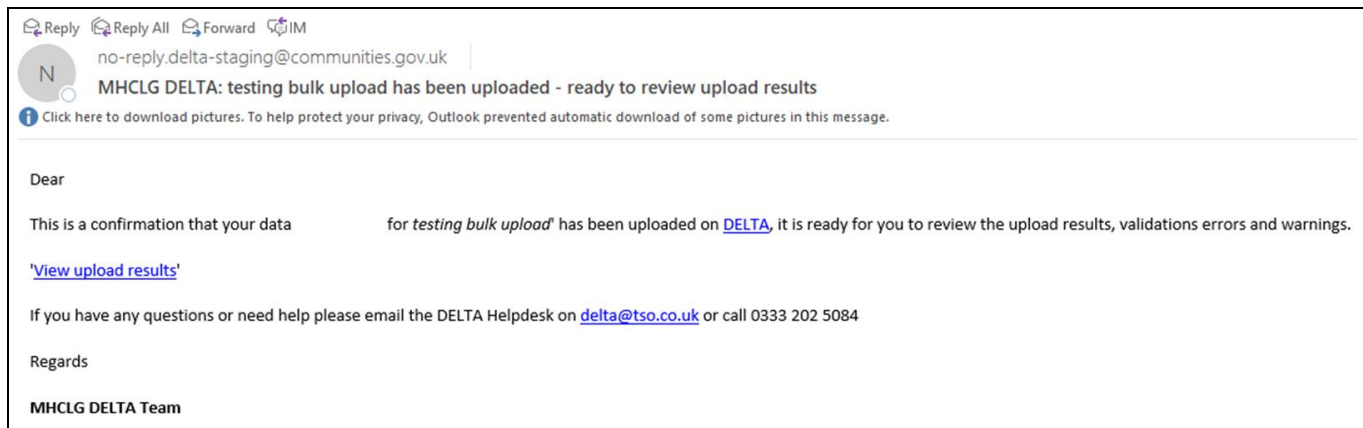 Reply Reply All Forward IM
N
no-reply.delta-staging@communities.gov.uk
MHCLG DELTA: testing bulk upload has been uploaded - ready to review upload results
Click here to download pictures. To help protect your privacy, Outlook prevented automatic download of some pictures in this message.
Dear
This is a confirmation that your data for testing bulk upload' has been uploaded on DELTA, it is ready for you to review the upload results, validations errors and warnings.
'View upload results'
If you have any questions or need help please email the DELTA Helpdesk on delta@tso.co.uk or call 0333 202 5084
Regards
MHCLG DELTA Team